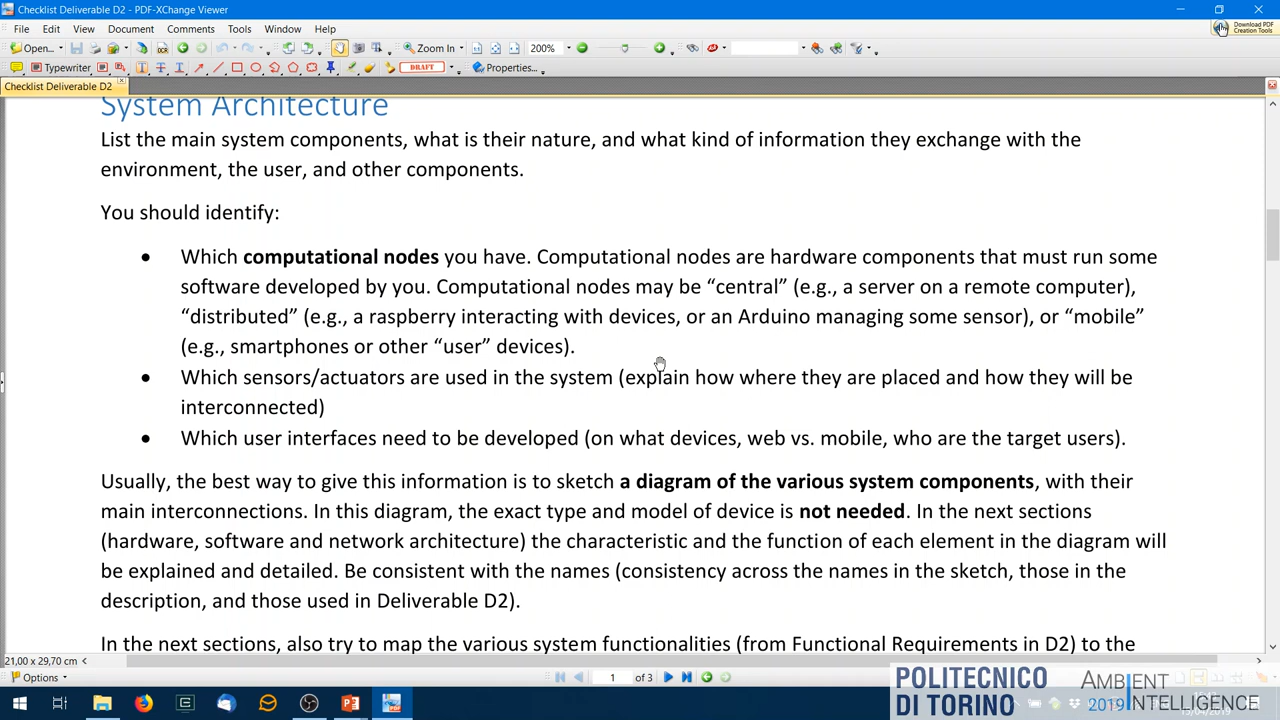 Checklist Deliverable D2 - PDF-XChange Viewer
File Edit View Document Comments Tools Window Help
Download PDF
Creation Tools
Open... Zoom In 200%
Typewriter DRAFT Properties...
Checklist Deliverable D2
System Architecture
List the main system components, what is their nature, and what kind of information they exchange with the
environment, the user, and other components.
You should identify:
• Which computational nodes you have. Computational nodes are hardware components that must run some
software developed by you. Computational nodes may be “central” (e.g., a server on a remote computer),
“distributed” (e.g., a raspberry interacting with devices, or an Arduino managing some sensor), or “mobile”
(e.g., smartphones or other “user” devices).
• Which sensors/actuators are used in the system (explain how where they are placed and how they will be
interconnected)
• Which user interfaces need to be developed (on what devices, web vs. mobile, who are the target users).
Usually, the best way to give this information is to sketch a diagram of the various system components, with their
main interconnections. In this diagram, the exact type and model of device is not needed. In the next sections
(hardware, software and network architecture) the characteristic and the function of each element in the diagram will
be explained and detailed. Be consistent with the names (consistency across the names in the sketch, those in the
description, and those used in Deliverable D2).
In the next sections, also try to map the various system functionalities (from Functional Requirements in D2) to the
21,00 x 29,70 cm
Options 1 of 3
POLITECNICO
DI TORINO
AMBIENT
2019 INTELLIGENCE